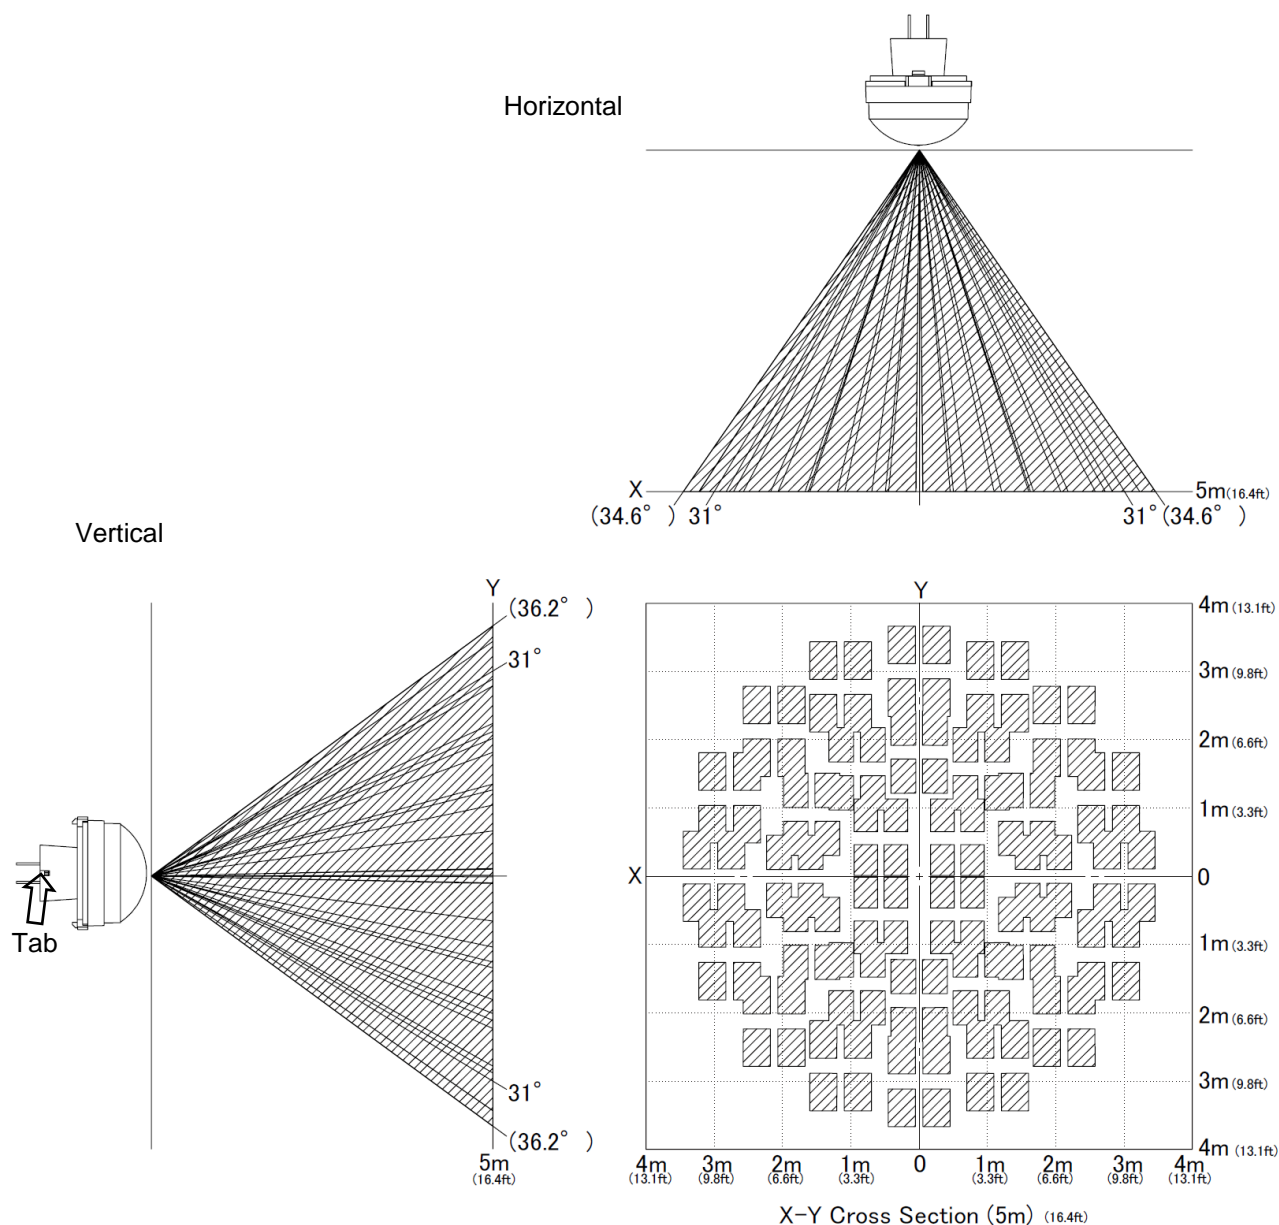 Horizontal
X
5m(16.4ft)
(34.6° ) 31°
31° (34.6° )
Vertical
Y
(36.2° )
31°
31°
(36.2° )
5m
(16.4ft)
Tab
Y
4m(13.1ft)
3m(9.8ft)
2m(6.6ft)
1m(3.3ft)
X
0
1m(3.3ft)
2m(6.6ft)
3m(9.8ft)
4m(13.1ft)
4m 3m 2m 1m 0 1m 2m 3m 4m
(13.1ft) (9.8ft) (6.6ft) (3.3ft) (3.3ft) (6.6ft) (9.8ft) (13.1ft)
X-Y Cross Section (5m) (16.4ft)